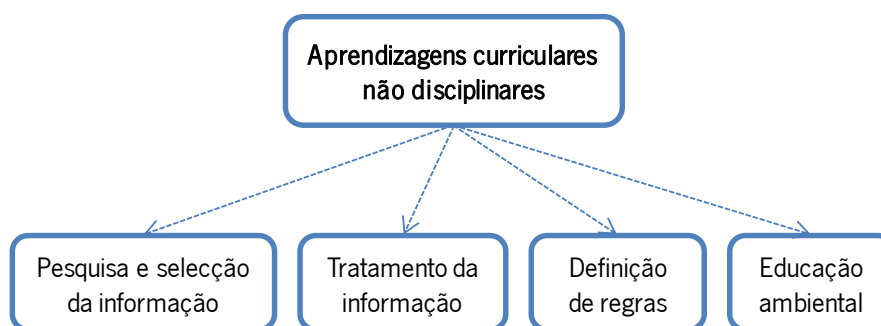 Aprendizagens curriculares
não disciplinares
Pesquisa e selecção
da informação
Tratamento da
informação
Definição
de regras
Educação
ambiental